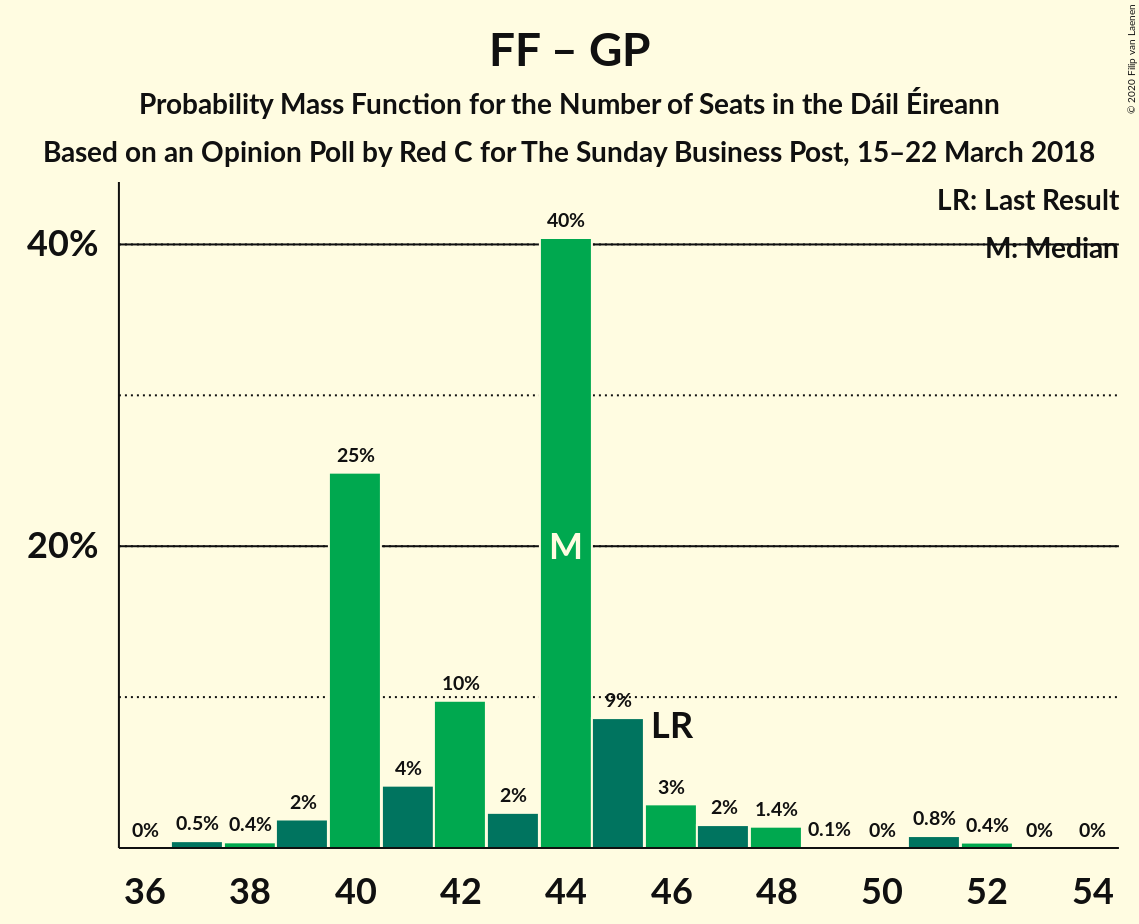 FF – GP
Probability Mass Function for the Number of Seats in the Dáil Éireann
Based on an Opinion Poll by Red C for The Sunday Business Post, 15–22 March 2018
© 2020 Filip van Laenen
LR: Last Result
M: Median
40%
20%
0%
0.5%
0.4%
2%
25%
4%
10%
2%
40%
M
9%
LR
3%
2%
1.4%
0.1%
0%
0.8%
0.4%
0%
0%
36 38 40 42 44 46 48 50 52 54